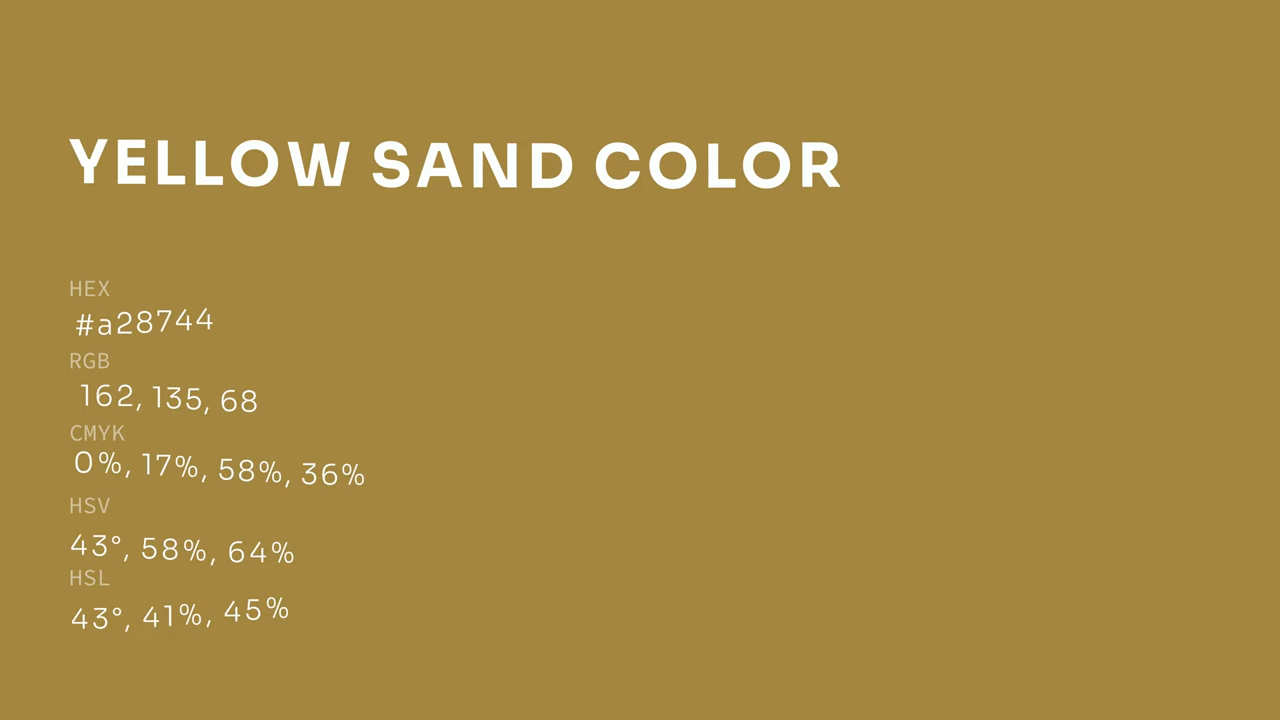 YELLOW SAND COLOR
HEX
#a28744
RGB
162, 135, 68
CMYK
0%, 17%, 58%, 36%
HSV
43°, 58%, 64%
HSL
43°, 41%, 45%